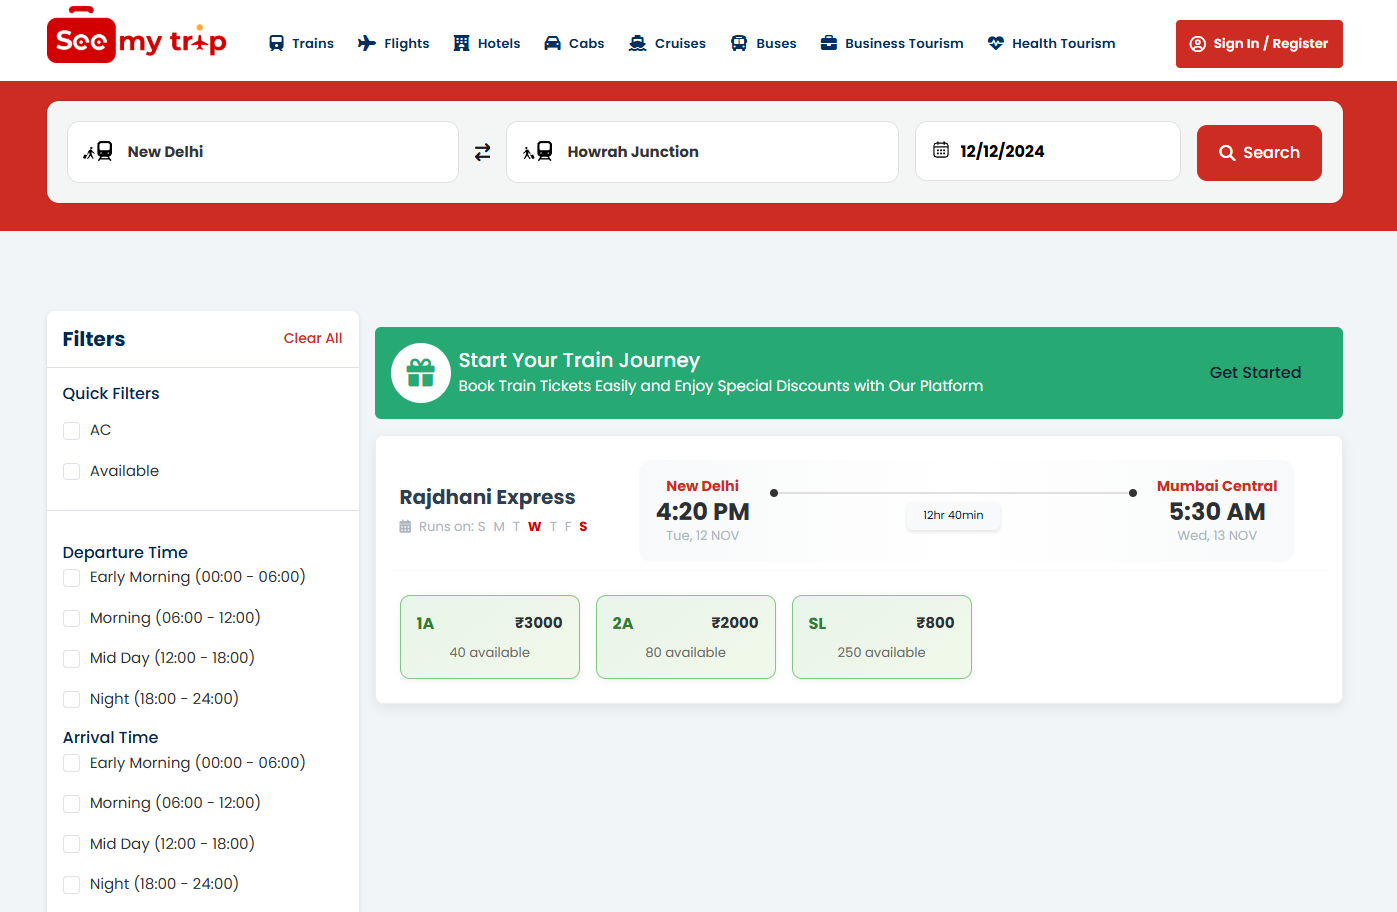 See my trip
Trains Flights Hotels Cabs Cruises Buses Business Tourism Health Tourism Sign In / Register
New Delhi Howrah Junction 12/12/2024 Search
Filters Clear All
Quick Filters
AC
Available
Departure Time
Early Morning (00:00 - 06:00)
Morning (06:00 - 12:00)
Mid Day (12:00 - 18:00)
Night (18:00 - 24:00)
Arrival Time
Early Morning (00:00 - 06:00)
Morning (06:00 - 12:00)
Mid Day (12:00 - 18:00)
Night (18:00 - 24:00)
Start Your Train Journey
Book Train Tickets Easily and Enjoy Special Discounts with Our Platform
Get Started
Rajdhani Express
Runs on: S M T W T F S
New Delhi
4:20 PM
Tue, 12 NOV
12hr 40min
Mumbai Central
5:30 AM
Wed, 13 NOV
1A ₹3000
40 available
2A ₹2000
80 available
SL ₹800
250 available